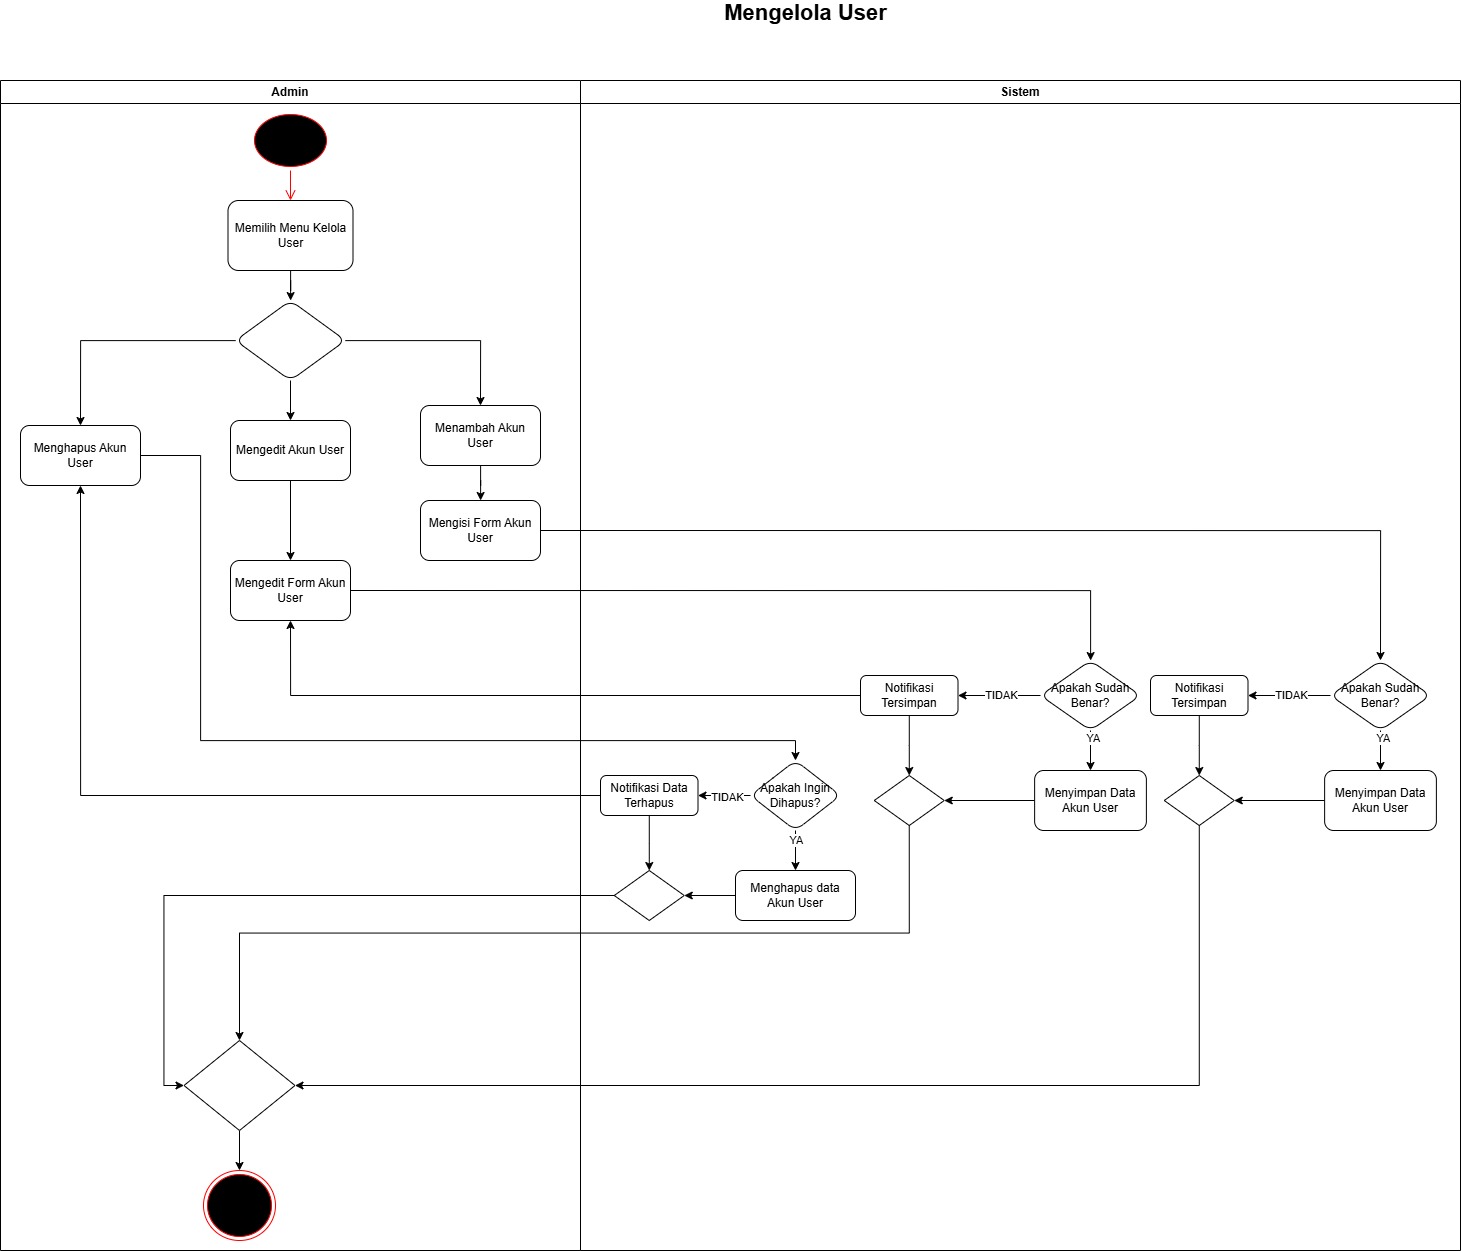 Mengelola User
Admin
Sistem
Memilih Menu Kelola
User
Menghapus Akun
User
Mengedit Akun User
Menambah Akun
User
Mengisi Form Akun
User
Mengedit Form Akun
User
Notifikasi
Tersimpan
TIDAK
Apakah Sudah
Benar?
Notifikasi
Tersimpan
TIDAK
Apakah Sudah
Benar?
YA
YA
Notifikasi Data
Terhapus
TIDAK
Apakah Ingin
Dihapus?
Menyimpan Data
Akun User
Menyimpan Data
Akun User
YA
Menghapus data
Akun User